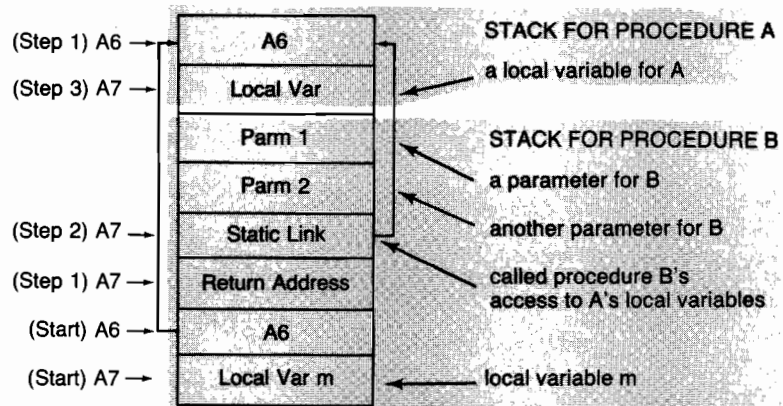 (Step 1) A6
A6
STACK FOR PROCEDURE A
(Step 3) A7
Local Var
a local variable for A
Parm 1
STACK FOR PROCEDURE B
Parm 2
a parameter for B
(Step 2) A7
Static Link
another parameter for B
(Step 1) A7
Return Address
called procedure B's
access to A's local variables
(Start) A6
A6
(Start) A7
Local Var m
local variable m